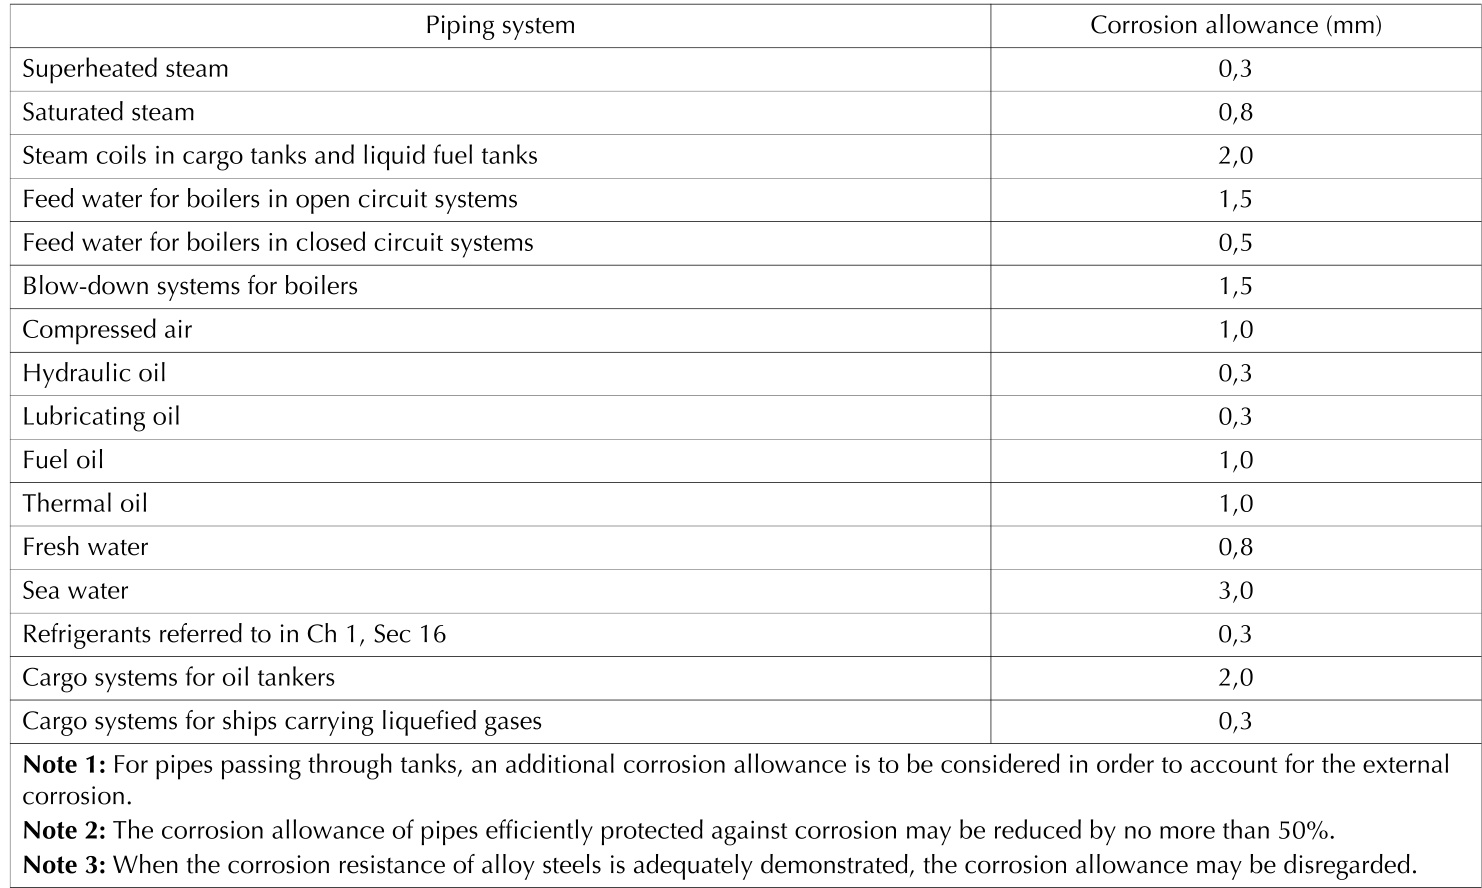 Piping system Corrosion allowance (mm)
Superheated steam 0,3
Saturated steam 0,8
Steam coils in cargo tanks and liquid fuel tanks 2,0
Feed water for boilers in open circuit systems 1,5
Feed water for boilers in closed circuit systems 0,5
Blow-down systems for boilers 1,5
Compressed air 1,0
Hydraulic oil 0,3
Lubricating oil 0,3
Fuel oil 1,0
Thermal oil 1,0
Fresh water 0,8
Sea water 3,0
Refrigerants referred to in Ch 1, Sec 16 0,3
Cargo systems for oil tankers 2,0
Cargo systems for ships carrying liquefied gases 0,3
Note 1: For pipes passing through tanks, an additional corrosion allowance is to be considered in order to account for the external
corrosion.
Note 2: The corrosion allowance of pipes efficiently protected against corrosion may be reduced by no more than 50%.
Note 3: When the corrosion resistance of alloy steels is adequately demonstrated, the corrosion allowance may be disregarded.